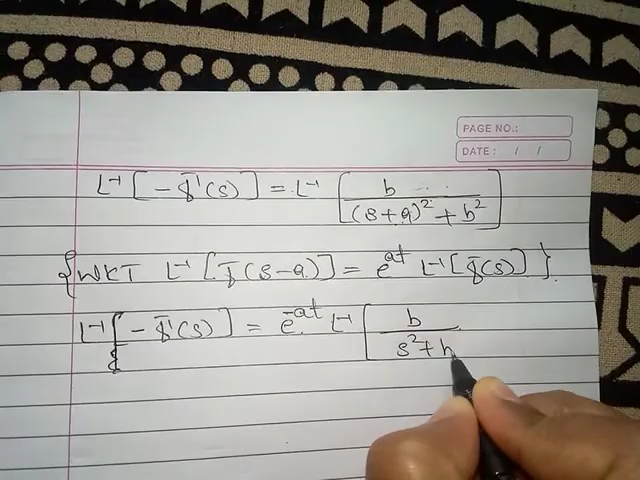 PAGE NO.:
DATE: / /
L⁻¹ [-f̄'(s)] = L⁻¹ [b / ((s+a)² + b²)]
{WKT L⁻¹ [f̄(s-a)] = e^at L⁻¹ [f̄(s)]}.
L⁻¹ [-f̄'(s)] = e^-at L⁻¹ [b / (s²+b